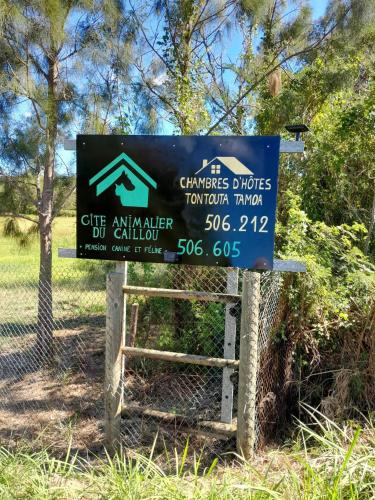 CHAMBRES D'HÔTES
TONTOUTA TAMOA
506.212
GÎTE ANIMALIER
DU CAILLOU
PENSION CANINE ET FÉLINE
506.605